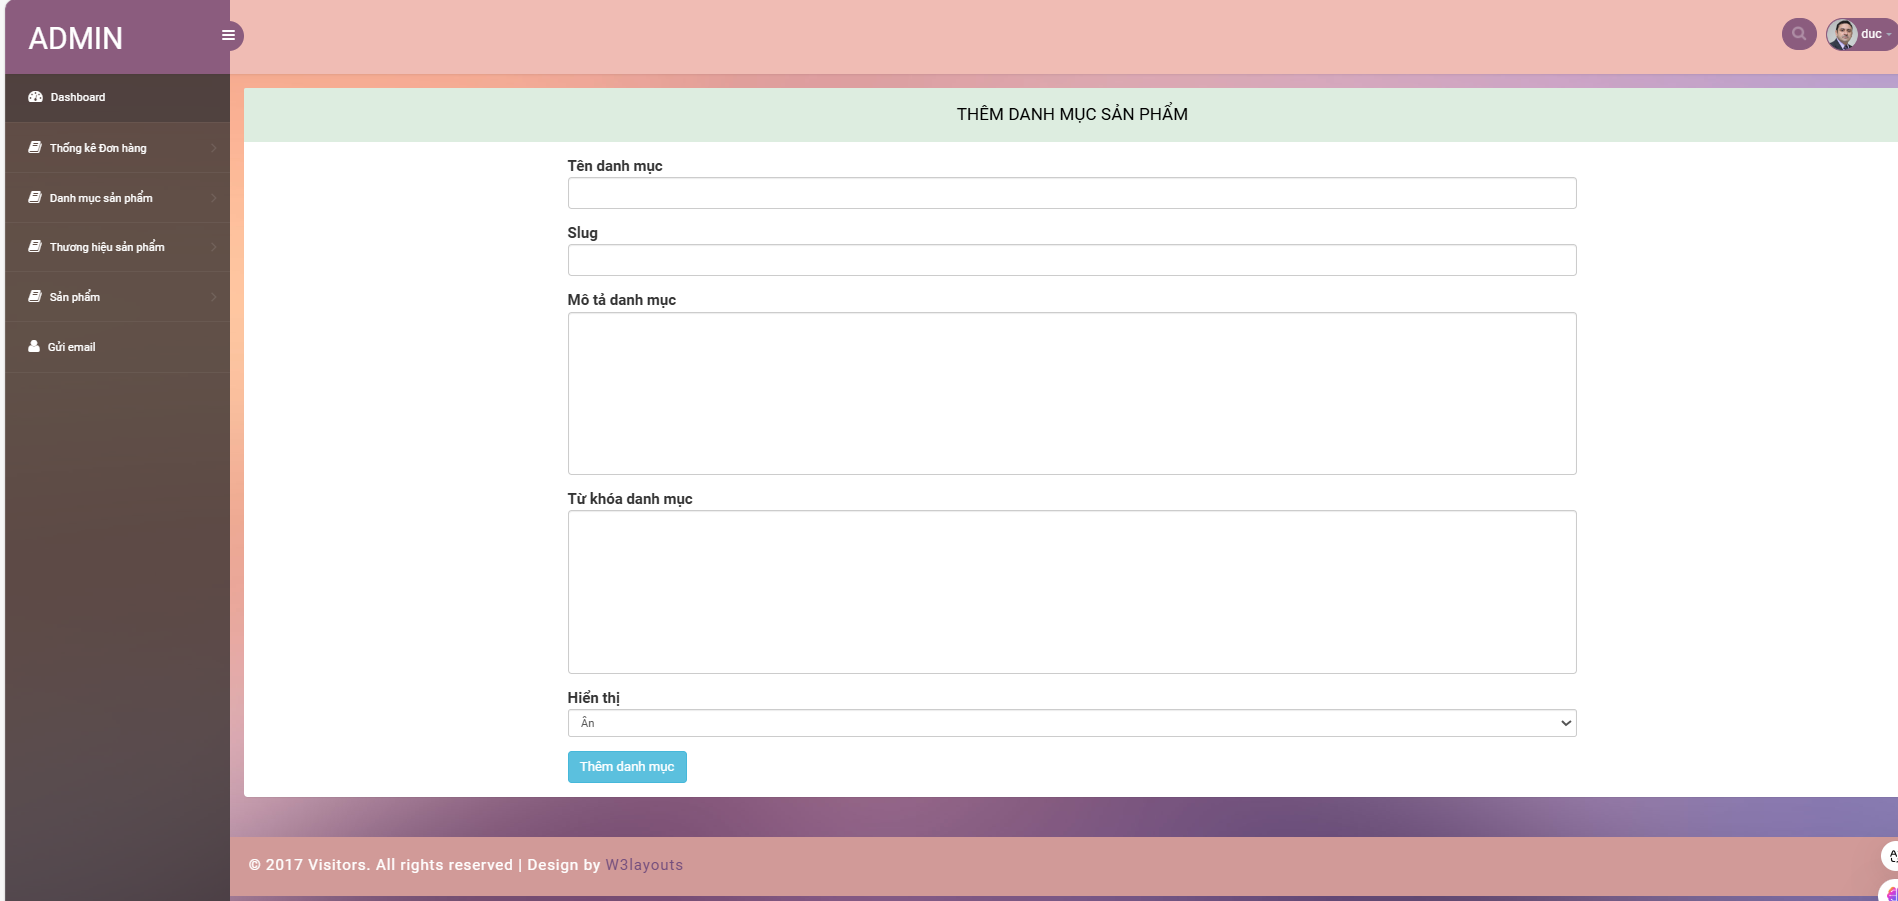 ADMIN
duc
Dashboard
Thống kê Đơn hàng
Danh mục sản phẩm
Thương hiệu sản phẩm
Sản phẩm
Gửi email
THÊM DANH MỤC SẢN PHẨM
Tên danh mục
Slug
Mô tả danh mục
Từ khóa danh mục
Hiển thị
Ân
Thêm danh mục
© 2017 Visitors. All rights reserved | Design by W3layouts